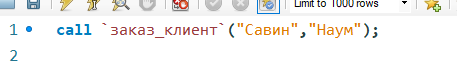 Limit to 1000 rows
1 call `заказ_клиент`("Савин","Наум");
2